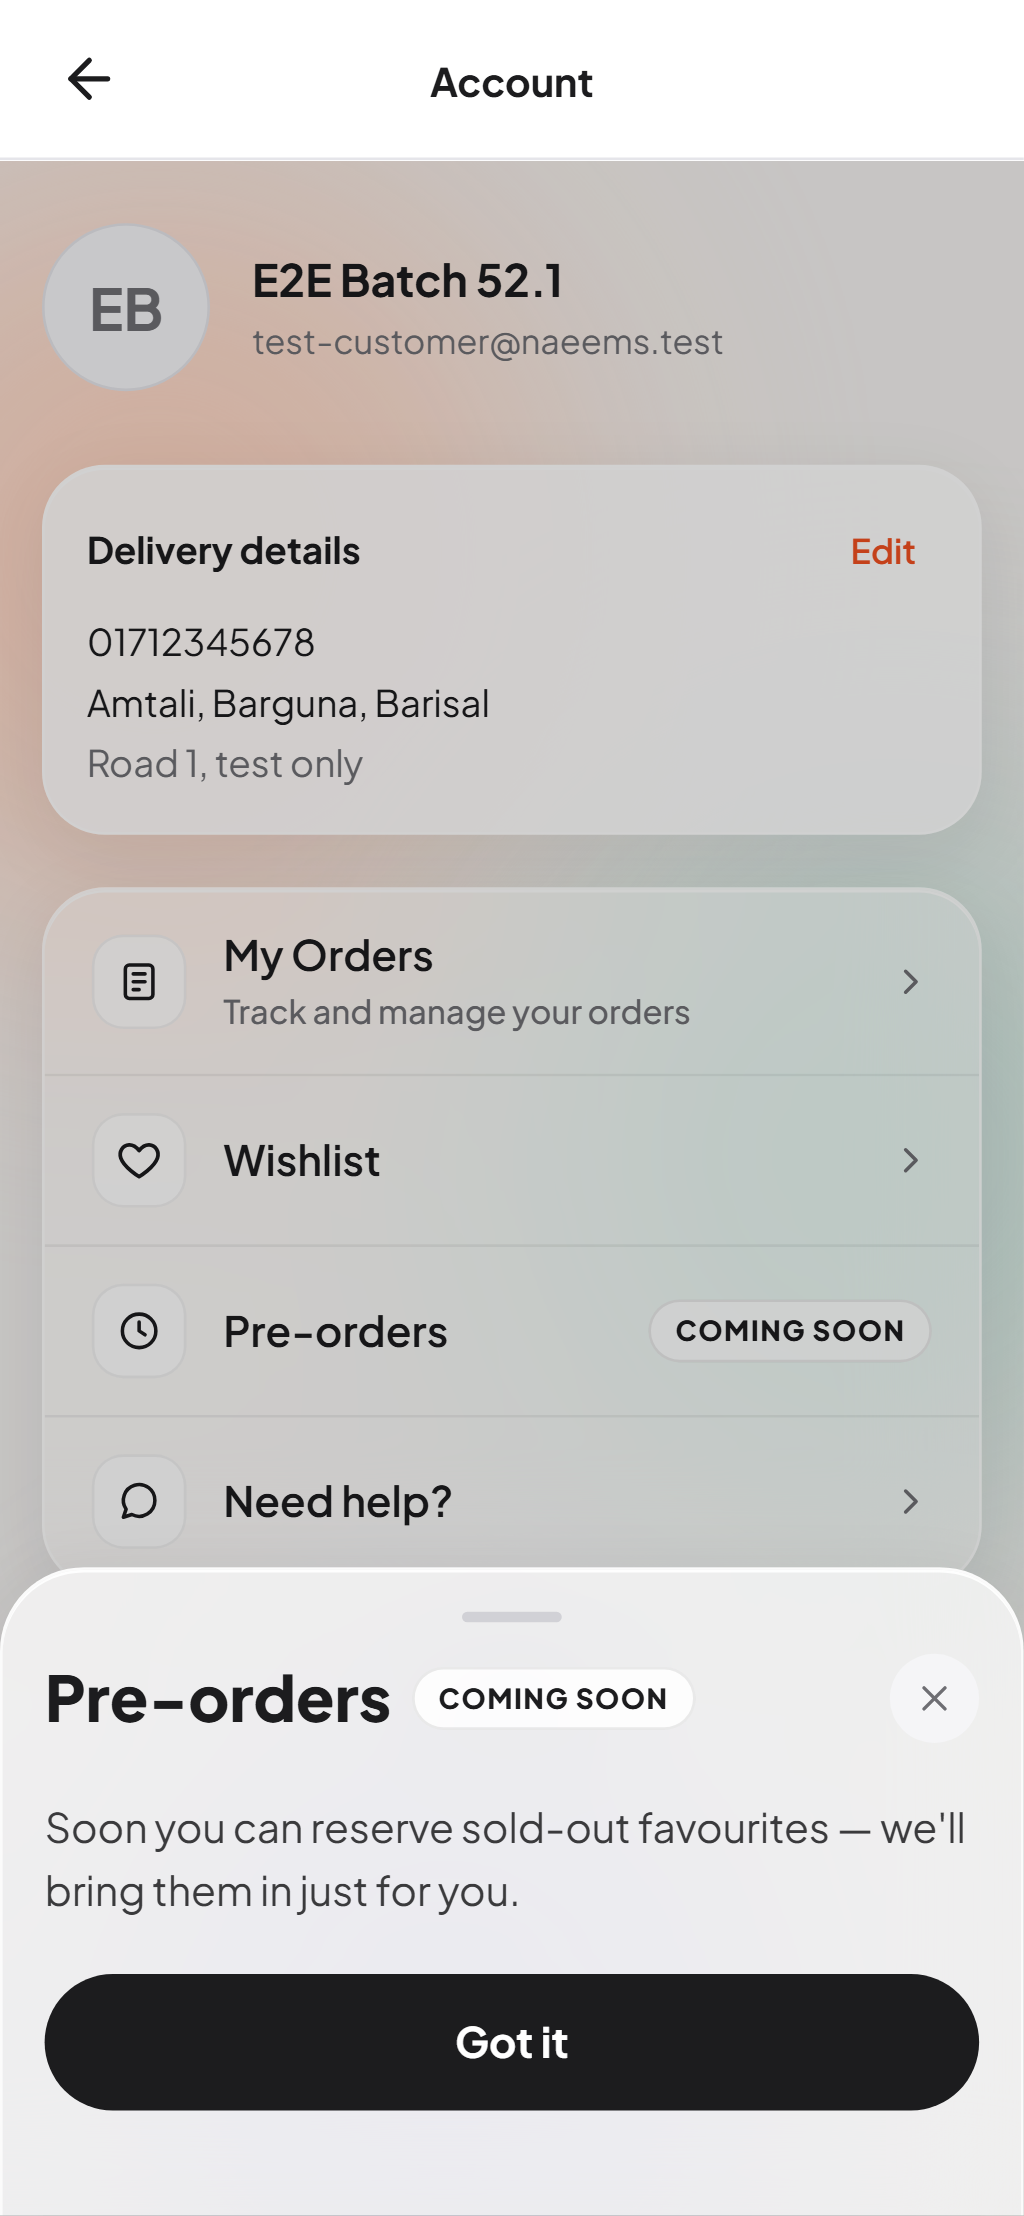 Account
EB
E2E Batch 52.1
test-customer@naeems.test
Delivery details
Edit
01712345678
Amtali, Barguna, Barisal
Road 1, test only
My Orders
Track and manage your orders
Wishlist
Pre-orders
COMING SOON
Need help?
Pre-orders
COMING SOON
Soon you can reserve sold-out favourites — we'll
bring them in just for you.
Got it